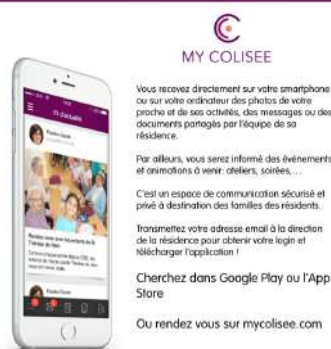 MY COLISEE
Vous recevez directement sur votre smartphone
ou sur votre ordinateur des photos de votre
proche et de ses activités, des messages ou des
documents partagés par l'équipe de sa
résidence.
Par ailleurs, vous serez informé des évènements
et animations à venir: ateliers, soirées,...
C'est un espace de communication sécurisé et
privé à destination des familles des résidents.
Transmettez votre adresse email à la direction
de la résidence pour obtenir votre login et
télécharger l'application !
Cherchez dans Google Play ou l'App
Store
Ou rendez vous sur mycolisee.com